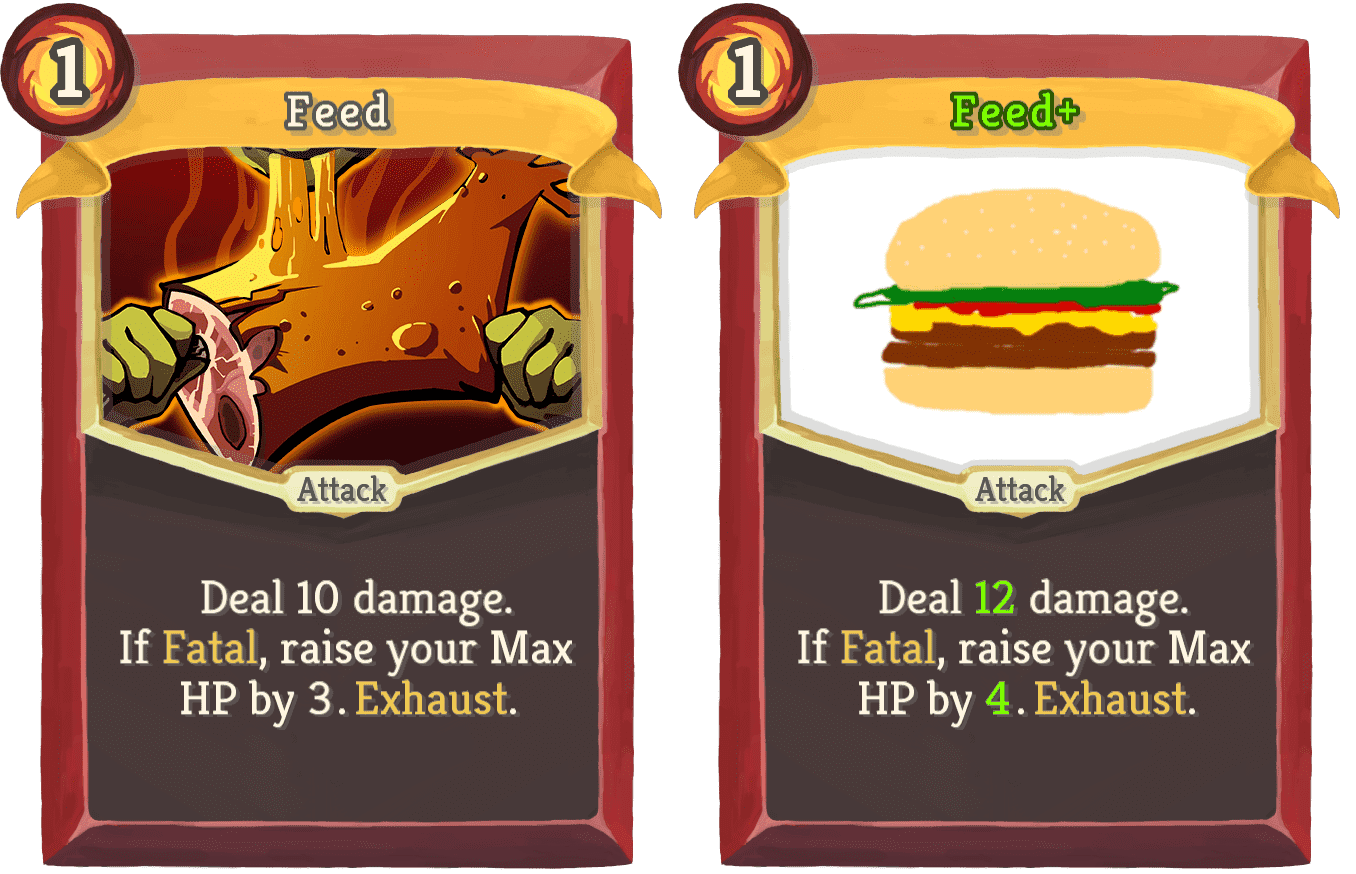 1
Feed
Attack
Deal 10 damage.
If Fatal, raise your Max
HP by 3. Exhaust.
1
Feed+
Attack
Deal 12 damage.
If Fatal, raise your Max
HP by 4. Exhaust.